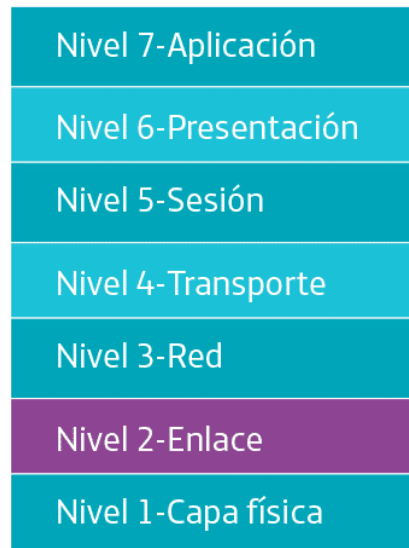 Nivel 7-Aplicación
Nivel 6-Presentación
Nivel 5-Sesión
Nivel 4-Transporte
Nivel 3-Red
Nivel 2-Enlace
Nivel 1-Capa física